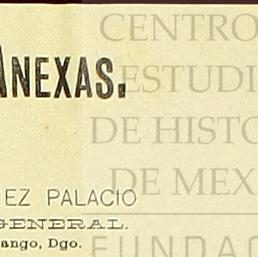 CENTRO
ANEXAS.
ESTUDI
DE HISTO
DE MEX
EZ PALACIO
GENERAL.
ango, Dgo.
FUNDAC